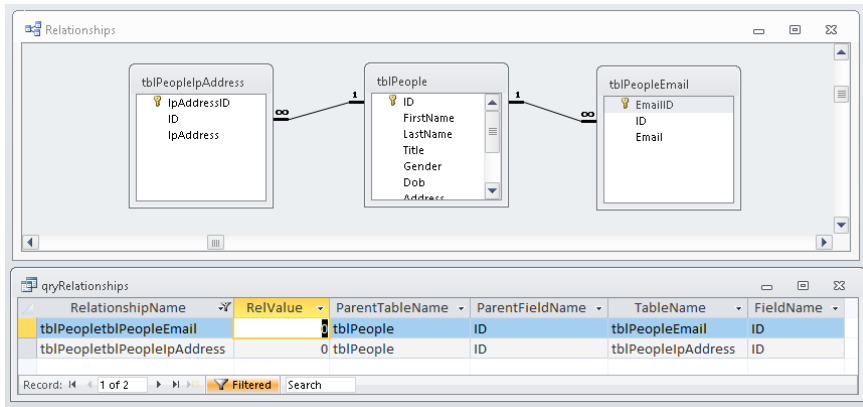 Relationships
tblPeopleIpAddress
IpAddressID
ID
IpAddress
∞
1
tblPeople
ID
FirstName
LastName
Title
Gender
Dob
Address
1
∞
tblPeopleEmail
EmailID
ID
Email
qryRelationships
RelationshipName RelValue ParentTableName ParentFieldName TableName FieldName
tblPeopletblPeopleEmail 0 tblPeople ID tblPeopleEmail ID
tblPeopletblPeopleIpAddress 0 tblPeople ID tblPeopleIpAddress ID
Record: 1 of 2 Filtered Search